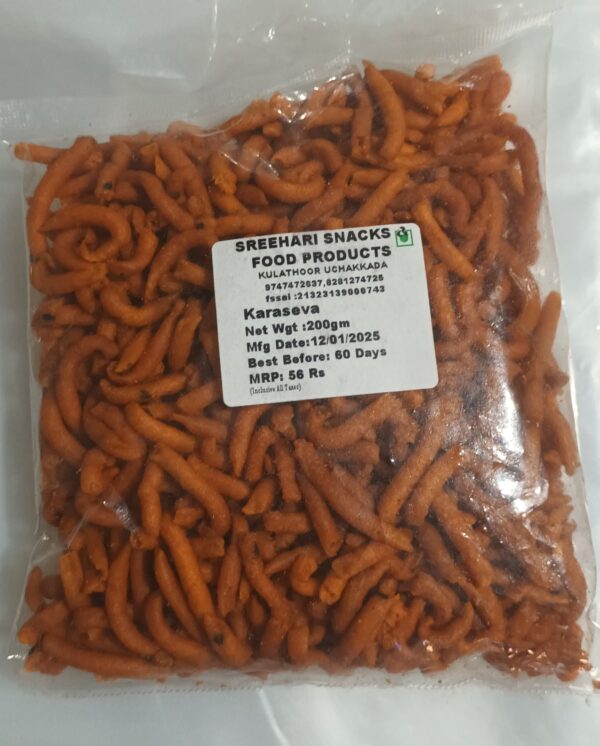 SREEHARI SNACKS
FOOD PRODUCTS
KULATHOOR UCHAKKADA
9747472637,8281274725
fssai :21323139000743
Karaseva
Net Wgt :200gm
Mfg Date:12/01/2025
Best Before: 60 Days
MRP: 56 Rs
(Inclusive All Taxes)